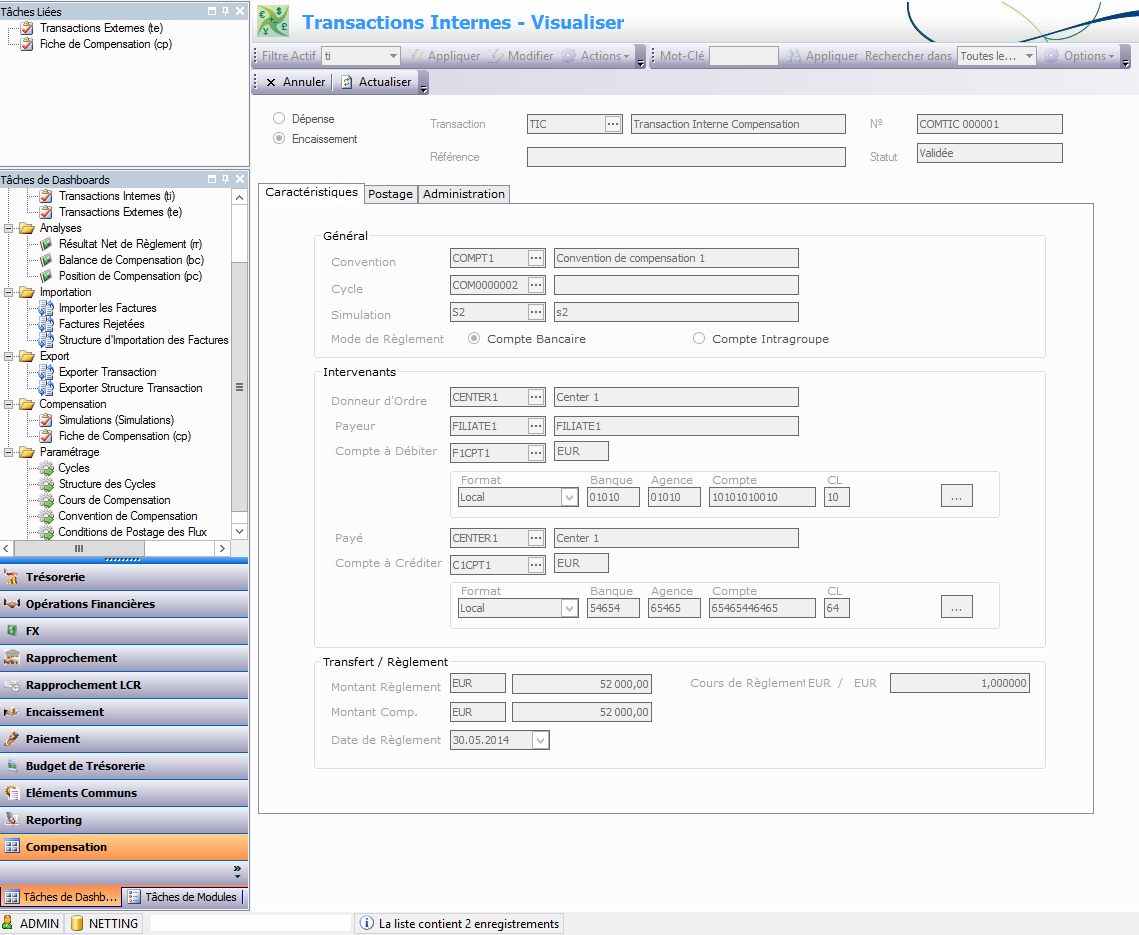 Tâches Liées
Transactions Externes (te)
Fiche de Compensation (cp)
Transactions Internes - Visualiser
Filtre Actif ti Appliquer Modifier Actions Mot-Clé Appliquer Rechercher dans Toutes le... Options
Annuler Actualiser
Dépense
Encaissement
Transaction TIC ... Transaction Interne Compensation Nº COMTIC 000001
Référence Statut Validée
Tâches de Dashboards
Transactions Internes (ti)
Transactions Externes (te)
Analyses
Résultat Net de Règlement (rr)
Balance de Compensation (bc)
Position de Compensation (pc)
Importation
Importer les Factures
Factures Rejetées
Structure d'Importation des Factures
Export
Exporter Transaction
Exporter Structure Transaction
Compensation
Simulations (Simulations)
Fiche de Compensation (cp)
Paramétrage
Cycles
Structure des Cycles
Cours de Compensation
Convention de Compensation
Conditions de Postage des Flux
Trésorerie
Opérations Financières
FX
Rapprochement
Rapprochement LCR
Encaissement
Paiement
Budget de Trésorerie
Eléments Communs
Reporting
Compensation
Tâches de Dashb... Tâches de Modules
Caractéristiques Postage Administration
Général
Convention COMPT1 ... Convention de compensation 1
Cycle COM0000002 ...
Simulation S2 ... s2
Mode de Règlement Compte Bancaire Compte Intragroupe
Intervenants
Donneur d'Ordre CENTER1 ... Center 1
Payeur FILIATE1 ... FILIATE1
Compte à Débiter F1CPT1 ... EUR
Format Banque Agence Compte CL
Local 01010 01010 10101010010 10 ...
Payé CENTER1 ... Center 1
Compte à Créditer C1CPT1 ... EUR
Format Banque Agence Compte CL
Local 54654 65465 65465446465 64 ...
Transfert / Règlement
Montant Règlement EUR 52 000,00 Cours de Règlement EUR / EUR 1,000000
Montant Comp. EUR 52 000,00
Date de Règlement 30.05.2014
ADMIN NETTING La liste contient 2 enregistrements